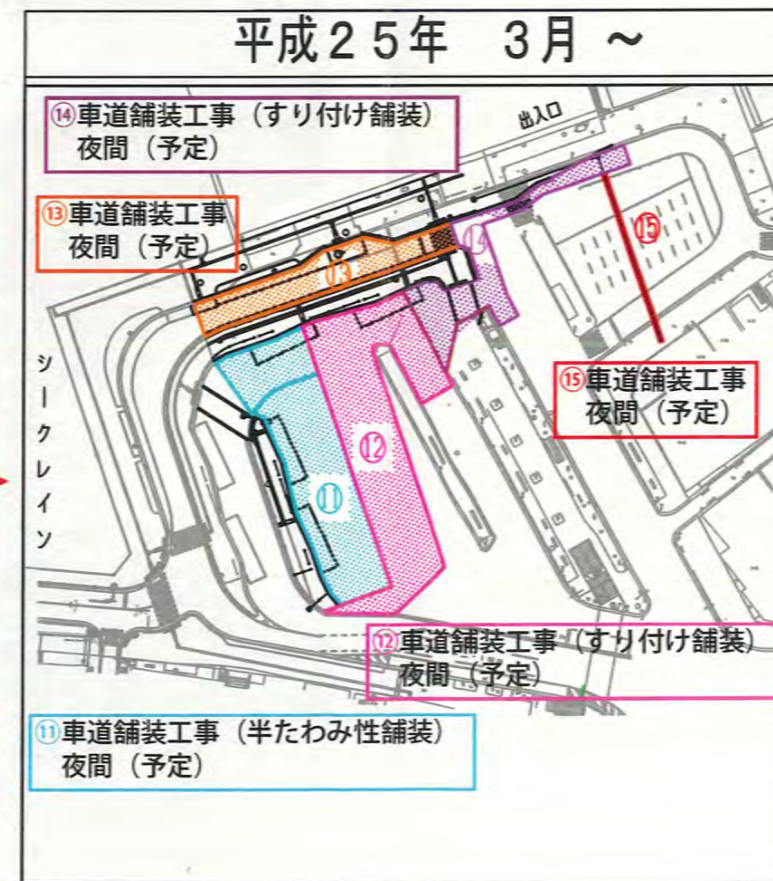 平成２５年　３月 ～
⑭車道舗装工事（すり付け舗装）
夜間（予定）
出入口
⑬車道舗装工事
夜間（予定）
⑬
⑭
⑮
シークレイン
⑮車道舗装工事
夜間（予定）
⑫
⑪
⑫車道舗装工事（すり付け舗装）
夜間（予定）
⑪車道舗装工事（半たわみ性舗装）
夜間（予定）